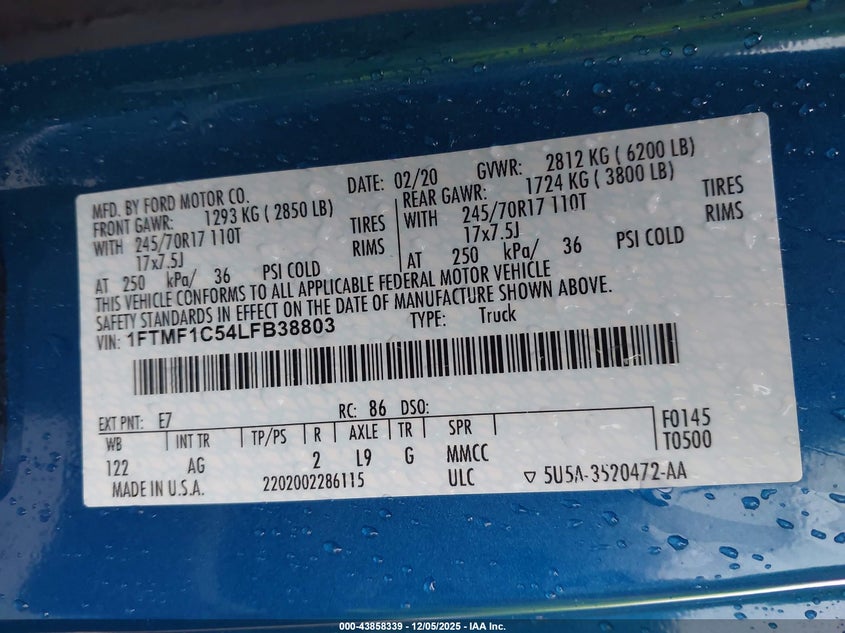 MFD. BY FORD MOTOR CO. DATE: 02/20 GVWR: 2812 KG ( 6200 LB)
FRONT GAWR: 1293 KG ( 2850 LB) REAR GAWR: 1724 KG ( 3800 LB)
WITH 245/70R17 110T TIRES WITH 245/70R17 110T TIRES
17x7.5J RIMS 17x7.5J RIMS
AT 250 kPa/ 36 PSI COLD AT 250 kPa/ 36 PSI COLD
THIS VEHICLE CONFORMS TO ALL APPLICABLE FEDERAL MOTOR VEHICLE
SAFETY STANDARDS IN EFFECT ON THE DATE OF MANUFACTURE SHOWN ABOVE.
VIN: 1FTMF1C54LFB38803 TYPE: Truck
EXT PNT: E7 RC: 86 DSO:
WB INT TR TP/PS R AXLE TR SPR F0145
122 AG 2 L9 G MMCC T0500
MADE IN U.S.A. 2202002286115 ULC ▽ 5U5A-3520472-AA
000-43858339 - 12/05/2025 - IAA Inc.